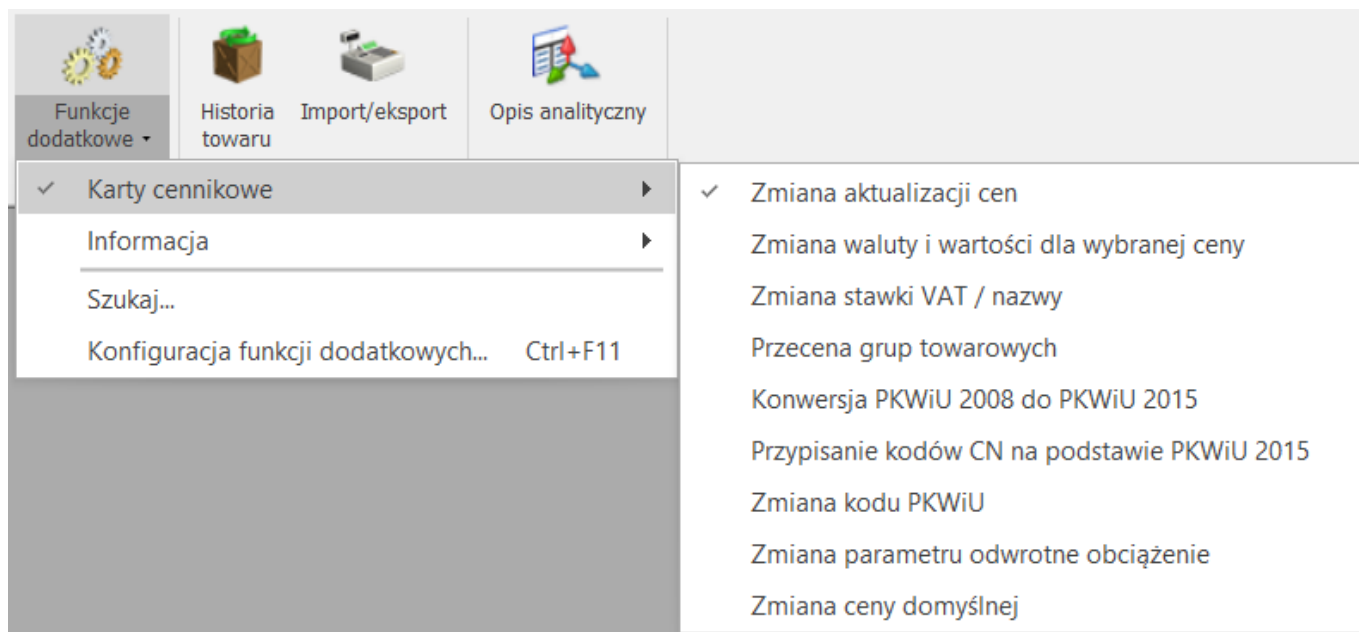 Funkcje
dodatkowe
Historia
towaru
Import/eksport
Opis analityczny
Karty cennikowe
Informacja
Szukaj...
Konfiguracja funkcji dodatkowych... Ctrl+F11
Zmiana aktualizacji cen
Zmiana waluty i wartości dla wybranej ceny
Zmiana stawki VAT / nazwy
Przecena grup towarowych
Konwersja PKWiU 2008 do PKWiU 2015
Przypisanie kodów CN na podstawie PKWiU 2015
Zmiana kodu PKWiU
Zmiana parametru odwrotne obciążenie
Zmiana ceny domyślnej